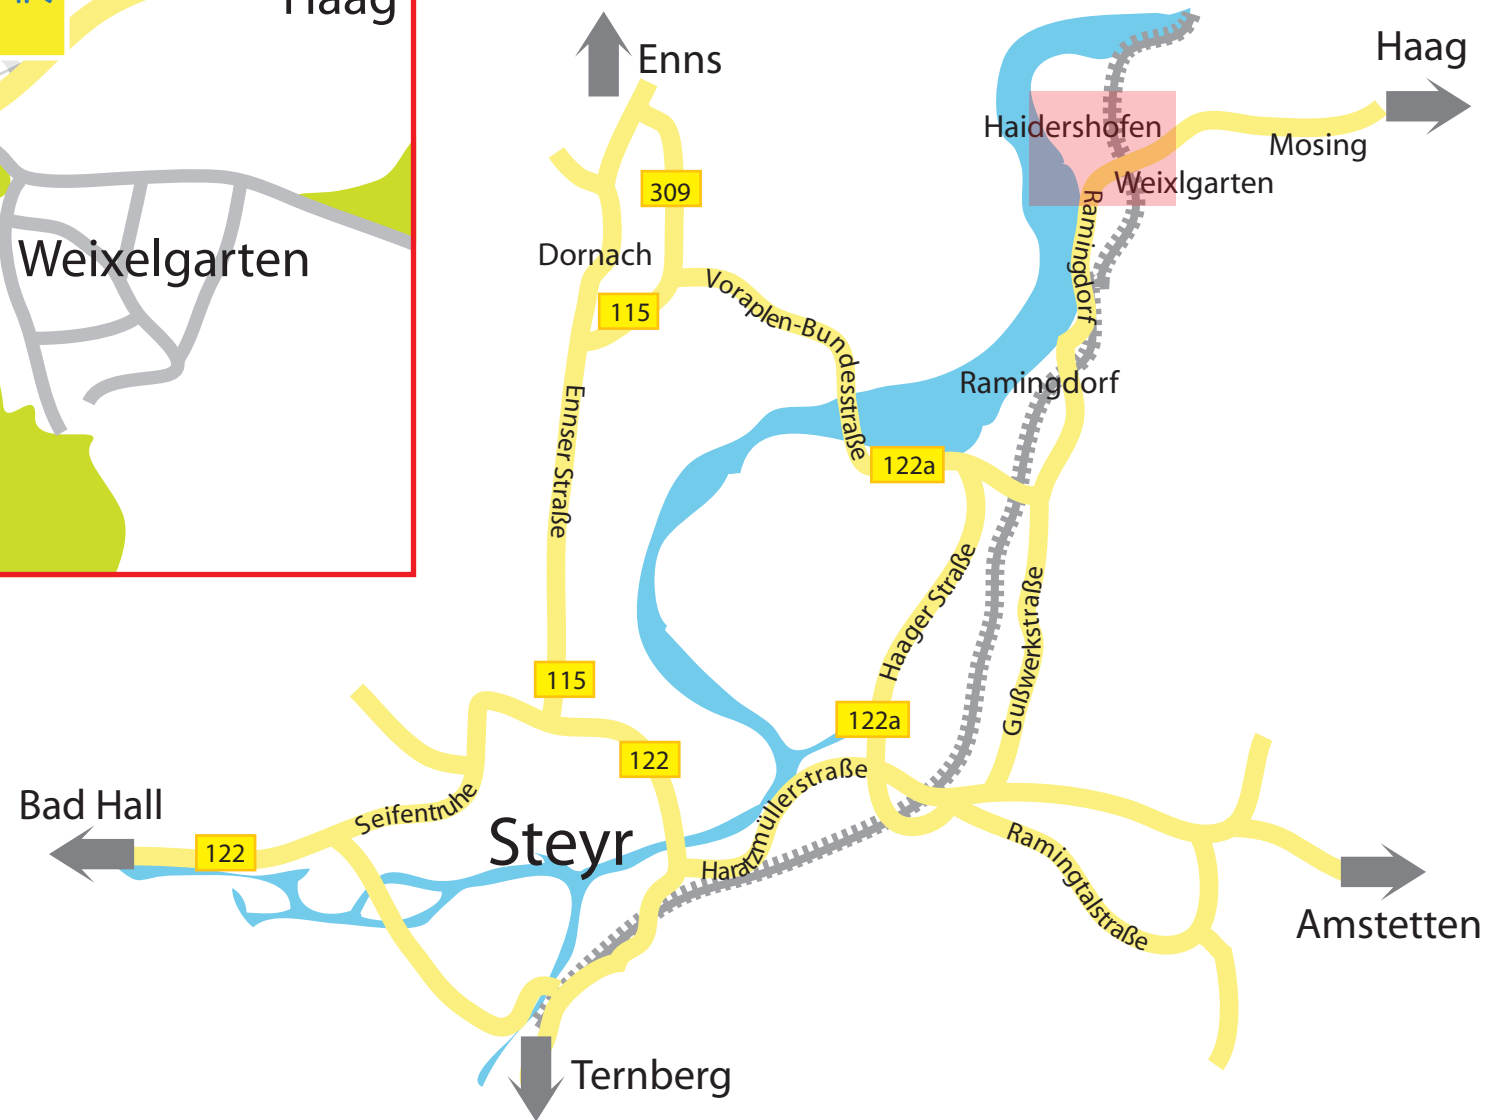 Haag
Enns
Haag
Haidershofen
Mosing
Weixlgarten
309
Ramingdorf
Weixelgarten
Dornach
115
Voraplen-Bundesstraße
Ramingdorf
Ennser Straße
122a
Haager Straße
Gußwerkstraße
115
122a
122
Haratzmüllerstraße
Bad Hall
Seifentruhe
Steyr
122
Ramingtalstraße
Amstetten
Ternberg